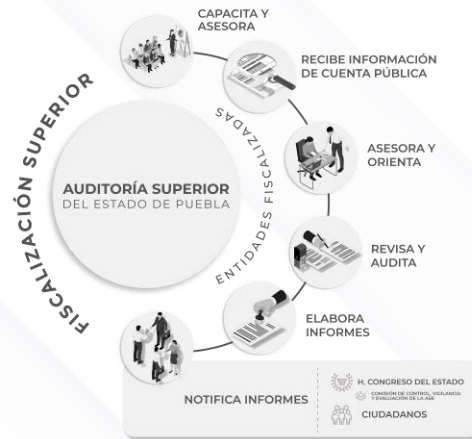 CAPACITA Y
ASESORA
RECIBE INFORMACIÓN
DE CUENTA PÚBLICA
FISCALIZACIÓN SUPERIOR
ENTIDADES FISCALIZADAS
AUDITORÍA SUPERIOR
DEL ESTADO DE PUEBLA
ASESORA Y
ORIENTA
REVISA Y
AUDITA
ELABORA
INFORMES
NOTIFICA INFORMES
H. CONGRESO DEL ESTADO
COMISIÓN DE CONTROL, VIGILANCIA
Y EVALUACIÓN DE LA ASE
CIUDADANOS